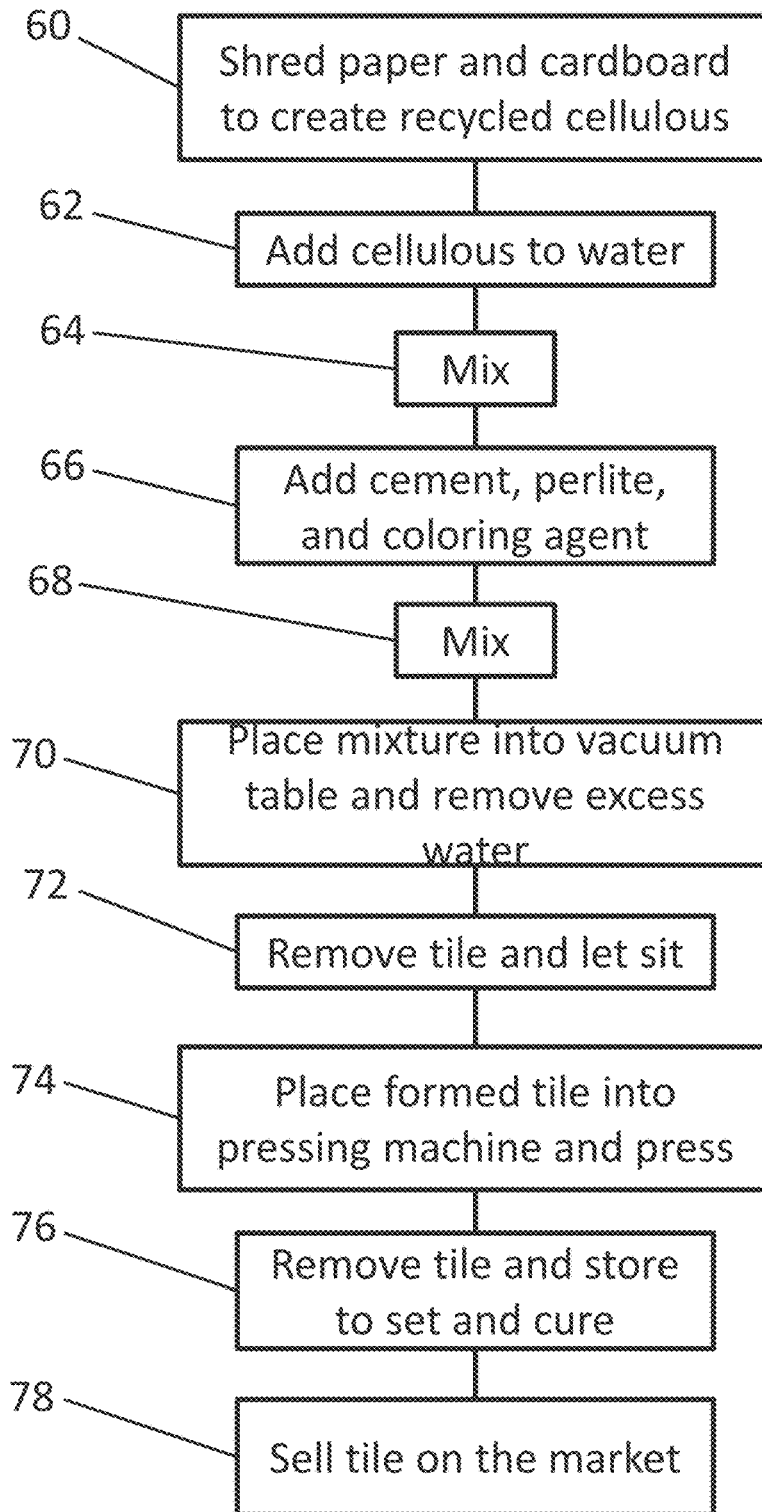 60
Shred paper and cardboard
to create recycled cellulous
62
Add cellulous to water
64
Mix
66
Add cement, perlite,
and coloring agent
68
Mix
70
Place mixture into vacuum
table and remove excess
water
72
Remove tile and let sit
74
Place formed tile into
pressing machine and press
76
Remove tile and store
to set and cure
78
Sell tile on the market